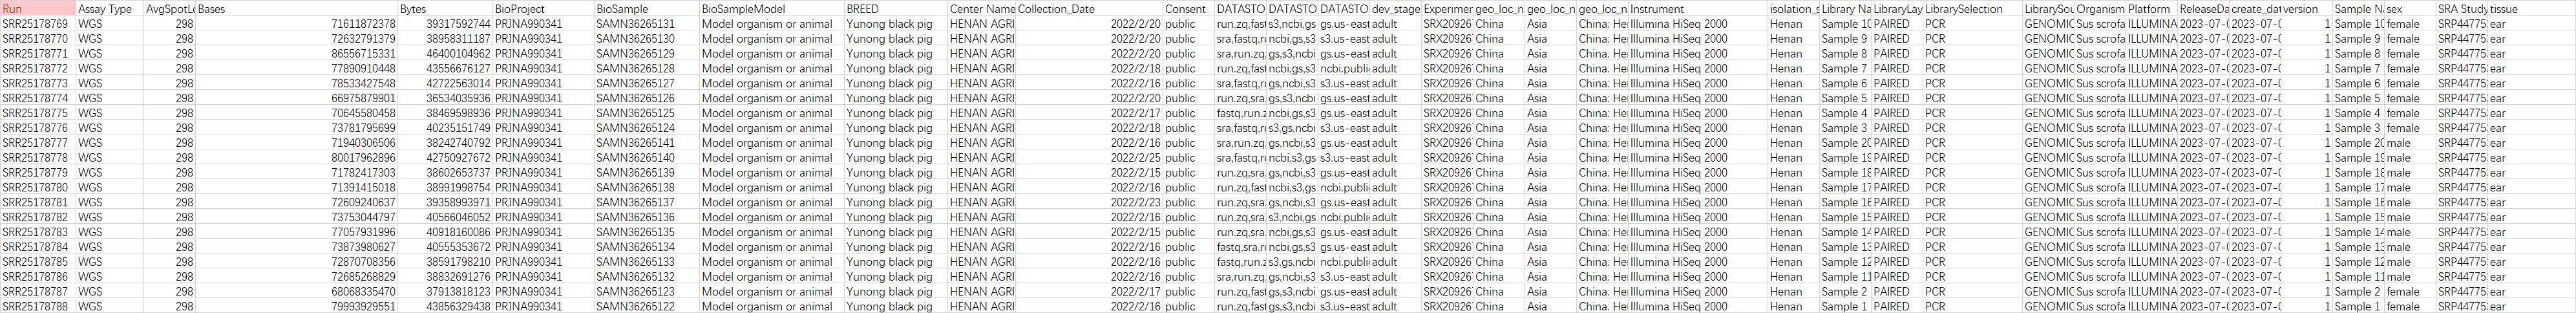 Run Assay Type AvgSpotLe Bases Bytes BioProject BioSample BioSampleModel BREED Center Name Collection_Date Consent DATASTO DATASTO DATASTO dev_stage Experimer geo_loc_n geo_loc_n geo_loc_n Instrument isolation_s Library Na LibraryLay LibrarySelection LibrarySou Organism Platform ReleaseDa create_dat version Sample Na sex SRA Study tissue
SRR25178769 WGS 298 71611872378 39317592744 PRJNA990341 SAMN36265131 Model organism or animal Yunong black pig HENAN AGRI 2022/2/20 public run.zq,fast s3,ncbi,gs s3.us-east adult SRX20926 China Asia China: He Illumina HiSeq 2000 Henan Sample 10 PAIRED PCR GENOMIC Sus scrofa ILLUMINA 2023-07-0 2023-07-0 1 Sample 10 female SRP44775 ear
SRR25178770 WGS 298 72632791379 38958311187 PRJNA990341 SAMN36265130 Model organism or animal Yunong black pig HENAN AGRI 2022/2/20 public sra,fastq,ru ncbi,gs,s3 s3.us-east adult SRX20926 China Asia China: He Illumina HiSeq 2000 Henan Sample 9 PAIRED PCR GENOMIC Sus scrofa ILLUMINA 2023-07-0 2023-07-0 1 Sample 9 female SRP44775 ear
SRR25178771 WGS 298 86556715331 46400104962 PRJNA990341 SAMN36265129 Model organism or animal Yunong black pig HENAN AGRI 2022/2/20 public sra,run.zq, gs,s3,ncbi gs.us-east adult SRX20926 China Asia China: He Illumina HiSeq 2000 Henan Sample 8 PAIRED PCR GENOMIC Sus scrofa ILLUMINA 2023-07-0 2023-07-0 1 Sample 8 female SRP44775 ear
SRR25178772 WGS 298 77890910448 43556676127 PRJNA990341 SAMN36265128 Model organism or animal Yunong black pig HENAN AGRI 2022/2/18 public run.zq,fast ncbi,gs,s3 ncbi.public adult SRX20926 China Asia China: He Illumina HiSeq 2000 Henan Sample 7 PAIRED PCR GENOMIC Sus scrofa ILLUMINA 2023-07-0 2023-07-0 1 Sample 7 female SRP44775 ear
SRR25178773 WGS 298 78533427548 42722563014 PRJNA990341 SAMN36265127 Model organism or animal Yunong black pig HENAN AGRI 2022/2/16 public sra,fastq,ru gs,ncbi,s3 gs.us-east adult SRX20926 China Asia China: He Illumina HiSeq 2000 Henan Sample 6 PAIRED PCR GENOMIC Sus scrofa ILLUMINA 2023-07-0 2023-07-0 1 Sample 6 female SRP44775 ear
SRR25178774 WGS 298 66975879901 36534035936 PRJNA990341 SAMN36265126 Model organism or animal Yunong black pig HENAN AGRI 2022/2/20 public run.zq,sra, gs,s3,ncbi s3.us-east adult SRX20926 China Asia China: He Illumina HiSeq 2000 Henan Sample 5 PAIRED PCR GENOMIC Sus scrofa ILLUMINA 2023-07-0 2023-07-0 1 Sample 5 female SRP44775 ear
SRR25178775 WGS 298 70645580458 38469598936 PRJNA990341 SAMN36265125 Model organism or animal Yunong black pig HENAN AGRI 2022/2/17 public fastq,run.z ncbi,gs,s3 gs.us-east adult SRX20926 China Asia China: He Illumina HiSeq 2000 Henan Sample 4 PAIRED PCR GENOMIC Sus scrofa ILLUMINA 2023-07-0 2023-07-0 1 Sample 4 female SRP44775 ear
SRR25178776 WGS 298 73781795699 40235151749 PRJNA990341 SAMN36265124 Model organism or animal Yunong black pig HENAN AGRI 2022/2/18 public sra,fastq,ru s3,gs,ncbi s3.us-east adult SRX20926 China Asia China: He Illumina HiSeq 2000 Henan Sample 3 PAIRED PCR GENOMIC Sus scrofa ILLUMINA 2023-07-0 2023-07-0 1 Sample 3 female SRP44775 ear
SRR25178777 WGS 298 71940306506 38242740792 PRJNA990341 SAMN36265141 Model organism or animal Yunong black pig HENAN AGRI 2022/2/16 public sra,run.zq, gs,ncbi,s3 gs.us-east adult SRX20926 China Asia China: He Illumina HiSeq 2000 Henan Sample 20 PAIRED PCR GENOMIC Sus scrofa ILLUMINA 2023-07-0 2023-07-0 1 Sample 20 male SRP44775 ear
SRR25178778 WGS 298 80017962896 42750927672 PRJNA990341 SAMN36265140 Model organism or animal Yunong black pig HENAN AGRI 2022/2/25 public sra,fastq,ru ncbi,s3,gs s3.us-east adult SRX20926 China Asia China: He Illumina HiSeq 2000 Henan Sample 19 PAIRED PCR GENOMIC Sus scrofa ILLUMINA 2023-07-0 2023-07-0 1 Sample 19 male SRP44775 ear
SRR25178779 WGS 298 71782417303 38602653737 PRJNA990341 SAMN36265139 Model organism or animal Yunong black pig HENAN AGRI 2022/2/15 public run.zq,sra, gs,ncbi,s3 gs.us-east adult SRX20926 China Asia China: He Illumina HiSeq 2000 Henan Sample 18 PAIRED PCR GENOMIC Sus scrofa ILLUMINA 2023-07-0 2023-07-0 1 Sample 18 male SRP44775 ear
SRR25178780 WGS 298 71391415018 38991998754 PRJNA990341 SAMN36265138 Model organism or animal Yunong black pig HENAN AGRI 2022/2/16 public run.zq,fast ncbi,s3,gs ncbi.public adult SRX20926 China Asia China: He Illumina HiSeq 2000 Henan Sample 17 PAIRED PCR GENOMIC Sus scrofa ILLUMINA 2023-07-0 2023-07-0 1 Sample 17 male SRP44775 ear
SRR25178781 WGS 298 72609240637 39358993971 PRJNA990341 SAMN36265137 Model organism or animal Yunong black pig HENAN AGRI 2022/2/23 public run.zq,fast gs,s3,ncbi gs.us-east adult SRX20926 China Asia China: He Illumina HiSeq 2000 Henan Sample 16 PAIRED PCR GENOMIC Sus scrofa ILLUMINA 2023-07-0 2023-07-0 1 Sample 16 male SRP44775 ear
SRR25178782 WGS 298 73753044797 40566046052 PRJNA990341 SAMN36265136 Model organism or animal Yunong black pig HENAN AGRI 2022/2/16 public run.zq,sra, s3,ncbi,gs ncbi.public adult SRX20926 China Asia China: He Illumina HiSeq 2000 Henan Sample 15 PAIRED PCR GENOMIC Sus scrofa ILLUMINA 2023-07-0 2023-07-0 1 Sample 15 male SRP44775 ear
SRR25178783 WGS 298 77057931996 40918160086 PRJNA990341 SAMN36265135 Model organism or animal Yunong black pig HENAN AGRI 2022/2/15 public run.zq,sra, gs,ncbi,s3 gs.us-east adult SRX20926 China Asia China: He Illumina HiSeq 2000 Henan Sample 14 PAIRED PCR GENOMIC Sus scrofa ILLUMINA 2023-07-0 2023-07-0 1 Sample 14 male SRP44775 ear
SRR25178784 WGS 298 73873980627 40555353672 PRJNA990341 SAMN36265134 Model organism or animal Yunong black pig HENAN AGRI 2022/2/16 public fastq,sra,ru ncbi,gs,s3 gs.us-east adult SRX20926 China Asia China: He Illumina HiSeq 2000 Henan Sample 13 PAIRED PCR GENOMIC Sus scrofa ILLUMINA 2023-07-0 2023-07-0 1 Sample 13 male SRP44775 ear
SRR25178785 WGS 298 72870708356 38591798210 PRJNA990341 SAMN36265133 Model organism or animal Yunong black pig HENAN AGRI 2022/2/16 public fastq,run.z gs,ncbi,s3 ncbi.public adult SRX20926 China Asia China: He Illumina HiSeq 2000 Henan Sample 12 PAIRED PCR GENOMIC Sus scrofa ILLUMINA 2023-07-0 2023-07-0 1 Sample 12 male SRP44775 ear
SRR25178786 WGS 298 72685268829 38832691276 PRJNA990341 SAMN36265132 Model organism or animal Yunong black pig HENAN AGRI 2022/2/16 public sra,run.zq, gs,ncbi,s3 s3.us-east adult SRX20926 China Asia China: He Illumina HiSeq 2000 Henan Sample 11 PAIRED PCR GENOMIC Sus scrofa ILLUMINA 2023-07-0 2023-07-0 1 Sample 11 male SRP44775 ear
SRR25178787 WGS 298 68068335470 37913818123 PRJNA990341 SAMN36265123 Model organism or animal Yunong black pig HENAN AGRI 2022/2/17 public run.zq,fast gs,s3,ncbi gs.us-east adult SRX20926 China Asia China: He Illumina HiSeq 2000 Henan Sample 2 PAIRED PCR GENOMIC Sus scrofa ILLUMINA 2023-07-0 2023-07-0 1 Sample 2 female SRP44775 ear
SRR25178788 WGS 298 79993929551 43856329438 PRJNA990341 SAMN36265122 Model organism or animal Yunong black pig HENAN AGRI 2022/2/16 public run.zq,sra, gs,s3,ncbi s3.us-east adult SRX20926 China Asia China: He Illumina HiSeq 2000 Henan Sample 1 PAIRED PCR GENOMIC Sus scrofa ILLUMINA 2023-07-0 2023-07-0 1 Sample 1 female SRP44775 ear